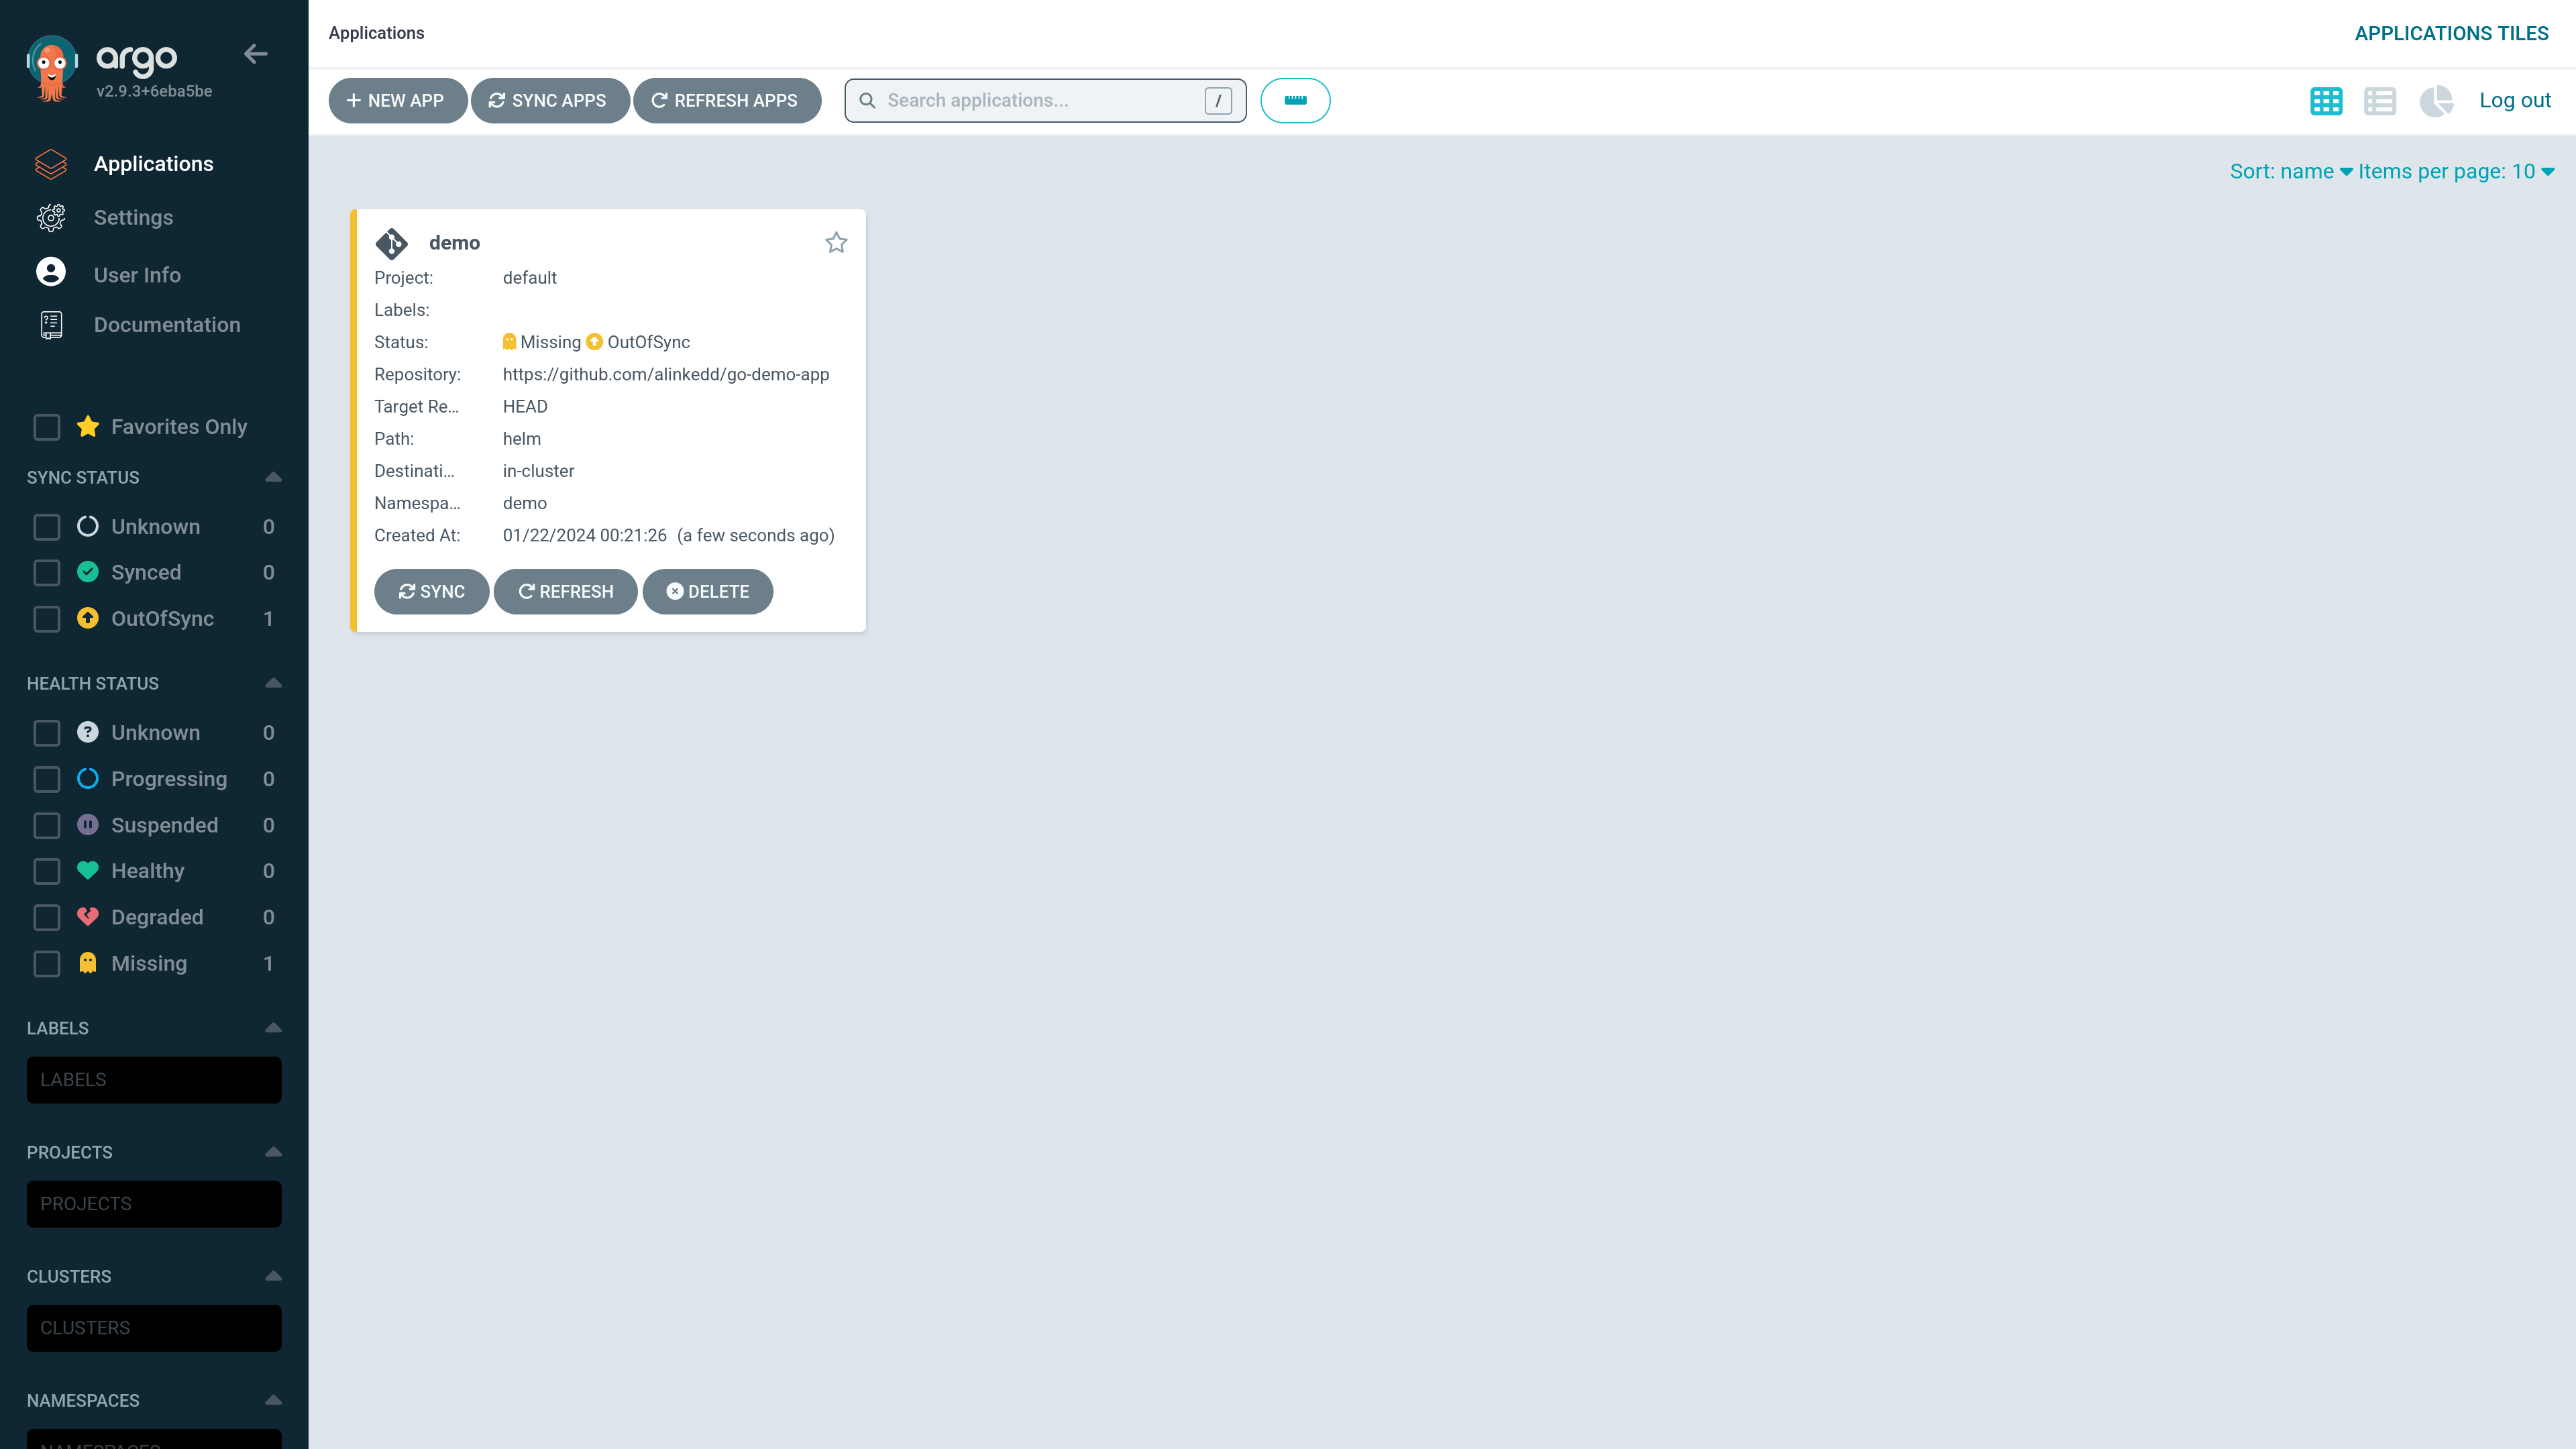 argo
v2.9.3+6eba5be
Applications
Settings
User Info
Documentation
Favorites Only
SYNC STATUS
Unknown 0
Synced 0
OutOfSync 1
HEALTH STATUS
Unknown 0
Progressing 0
Suspended 0
Healthy 0
Degraded 0
Missing 1
LABELS
LABELS
PROJECTS
PROJECTS
CLUSTERS
CLUSTERS
NAMESPACES
NAMESPACES
Applications
APPLICATIONS TILES
NEW APP SYNC APPS REFRESH APPS Search applications... / Log out
Sort: name Items per page: 10
demo
Project: default
Labels:
Status: Missing OutOfSync
Repository: https://github.com/alinkedd/go-demo-app
Target Re... HEAD
Path: helm
Destinati... in-cluster
Namespa... demo
Created At: 01/22/2024 00:21:26 (a few seconds ago)
SYNC REFRESH DELETE